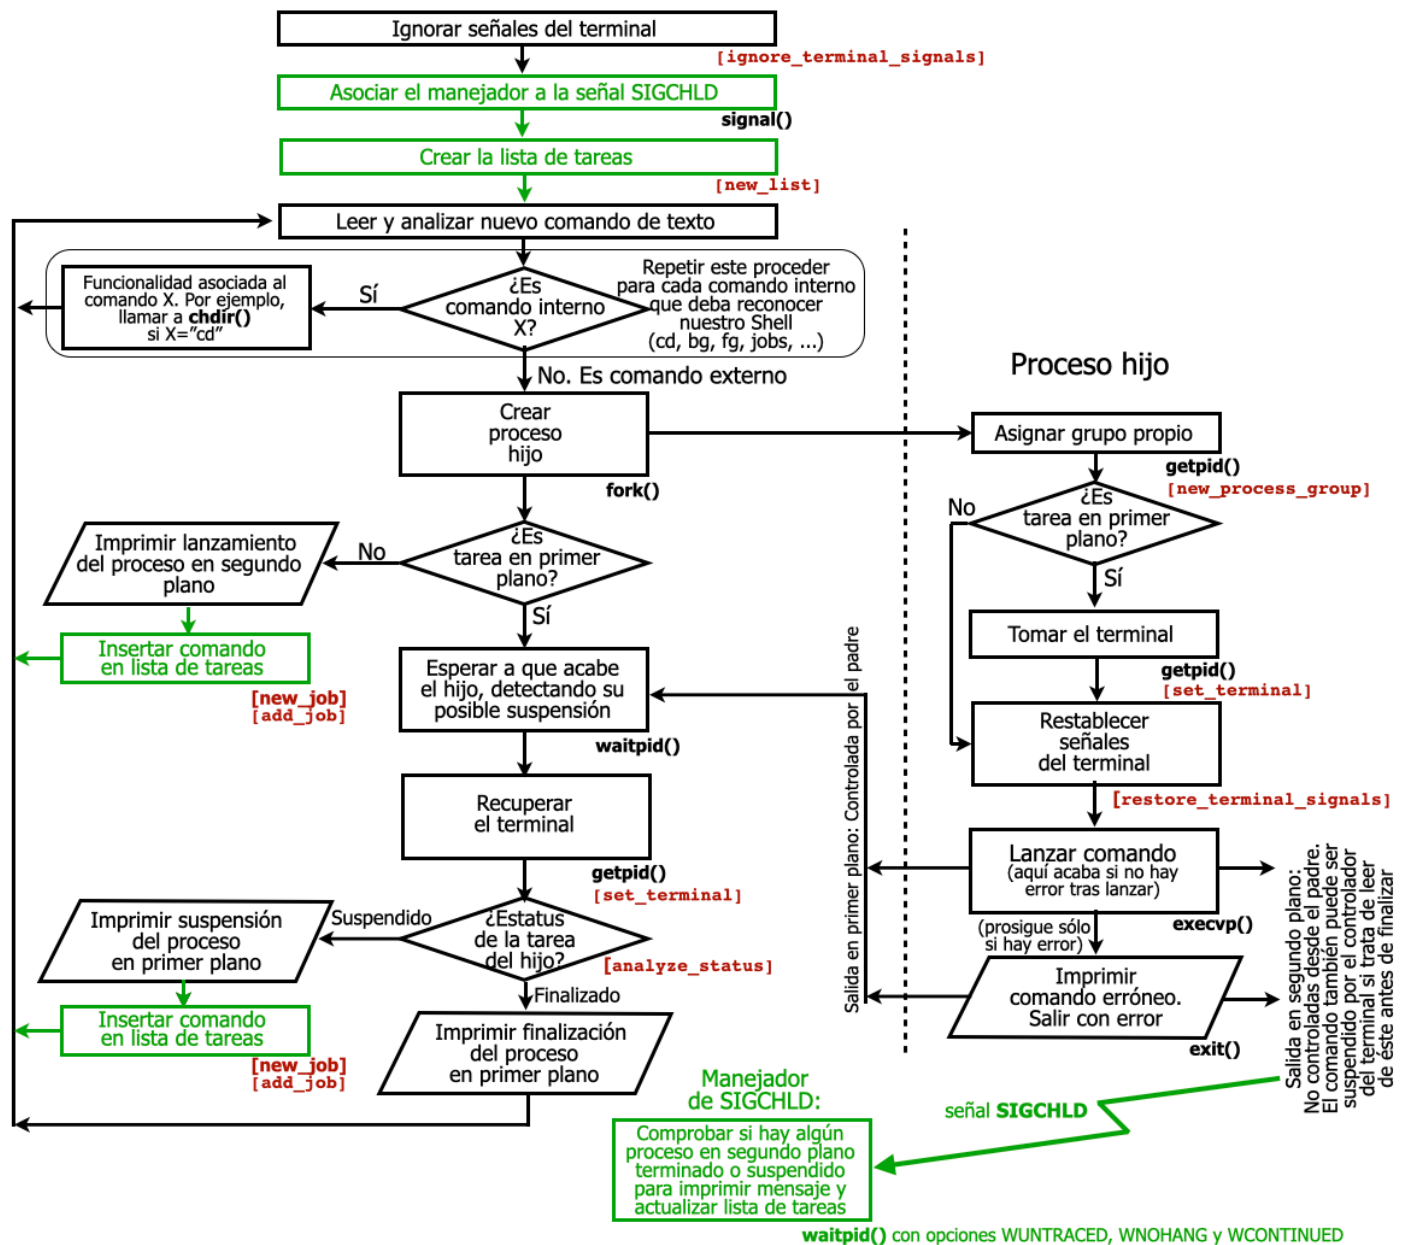 Ignorar señales del terminal
[ignore_terminal_signals]
Asociar el manejador a la señal SIGCHLD
signal()
Crear la lista de tareas
[new_list]
Leer y analizar nuevo comando de texto
Funcionalidad asociada al
comando X. Por ejemplo,
llamar a chdir()
si X="cd"
Sí
¿Es
comando interno
X?
Repetir este proceder
para cada comando interno
que deba reconocer
nuestro Shell
(cd, bg, fg, jobs, ...)
No. Es comando externo
Crear
proceso
hijo
fork()
¿Es
tarea en primer
plano?
No
Imprimir lanzamiento
del proceso en segundo
plano
Insertar comando
en lista de tareas
[new_job]
[add_job]
Sí
Esperar a que acabe
el hijo, detectando su
posible suspensión
waitpid()
Recuperar
el terminal
getpid()
[set_terminal]
¿Estatus
de la tarea
del hijo?
[analyze_status]
Suspendido
Imprimir suspensión
del proceso
en primer plano
Insertar comando
en lista de tareas
[new_job]
[add_job]
Finalizado
Imprimir finalización
del proceso
en primer plano
Proceso hijo
Asignar grupo propio
getpid()
[new_process_group]
No
¿Es
tarea en primer
plano?
Sí
Tomar el terminal
getpid()
[set_terminal]
Restablecer
señales
del terminal
[restore_terminal_signals]
Lanzar comando
(aquí acaba si no hay
error tras lanzar)
execvp()
(prosigue sólo
si hay error)
Imprimir
comando erróneo.
Salir con error
exit()
Salida en primer plano: Controlada por el padre
Salida en segundo plano:
No controladas desde el padre.
El comando también puede ser
suspendido por el controlador
del terminal si trata de leer
de éste antes de finalizar
señal SIGCHLD
Manejador
de SIGCHLD:
Comprobar si hay algún
proceso en segundo plano
terminado o suspendido
para imprimir mensaje y
actualizar lista de tareas
waitpid() con opciones WUNTRACED, WNOHANG y WCONTINUED